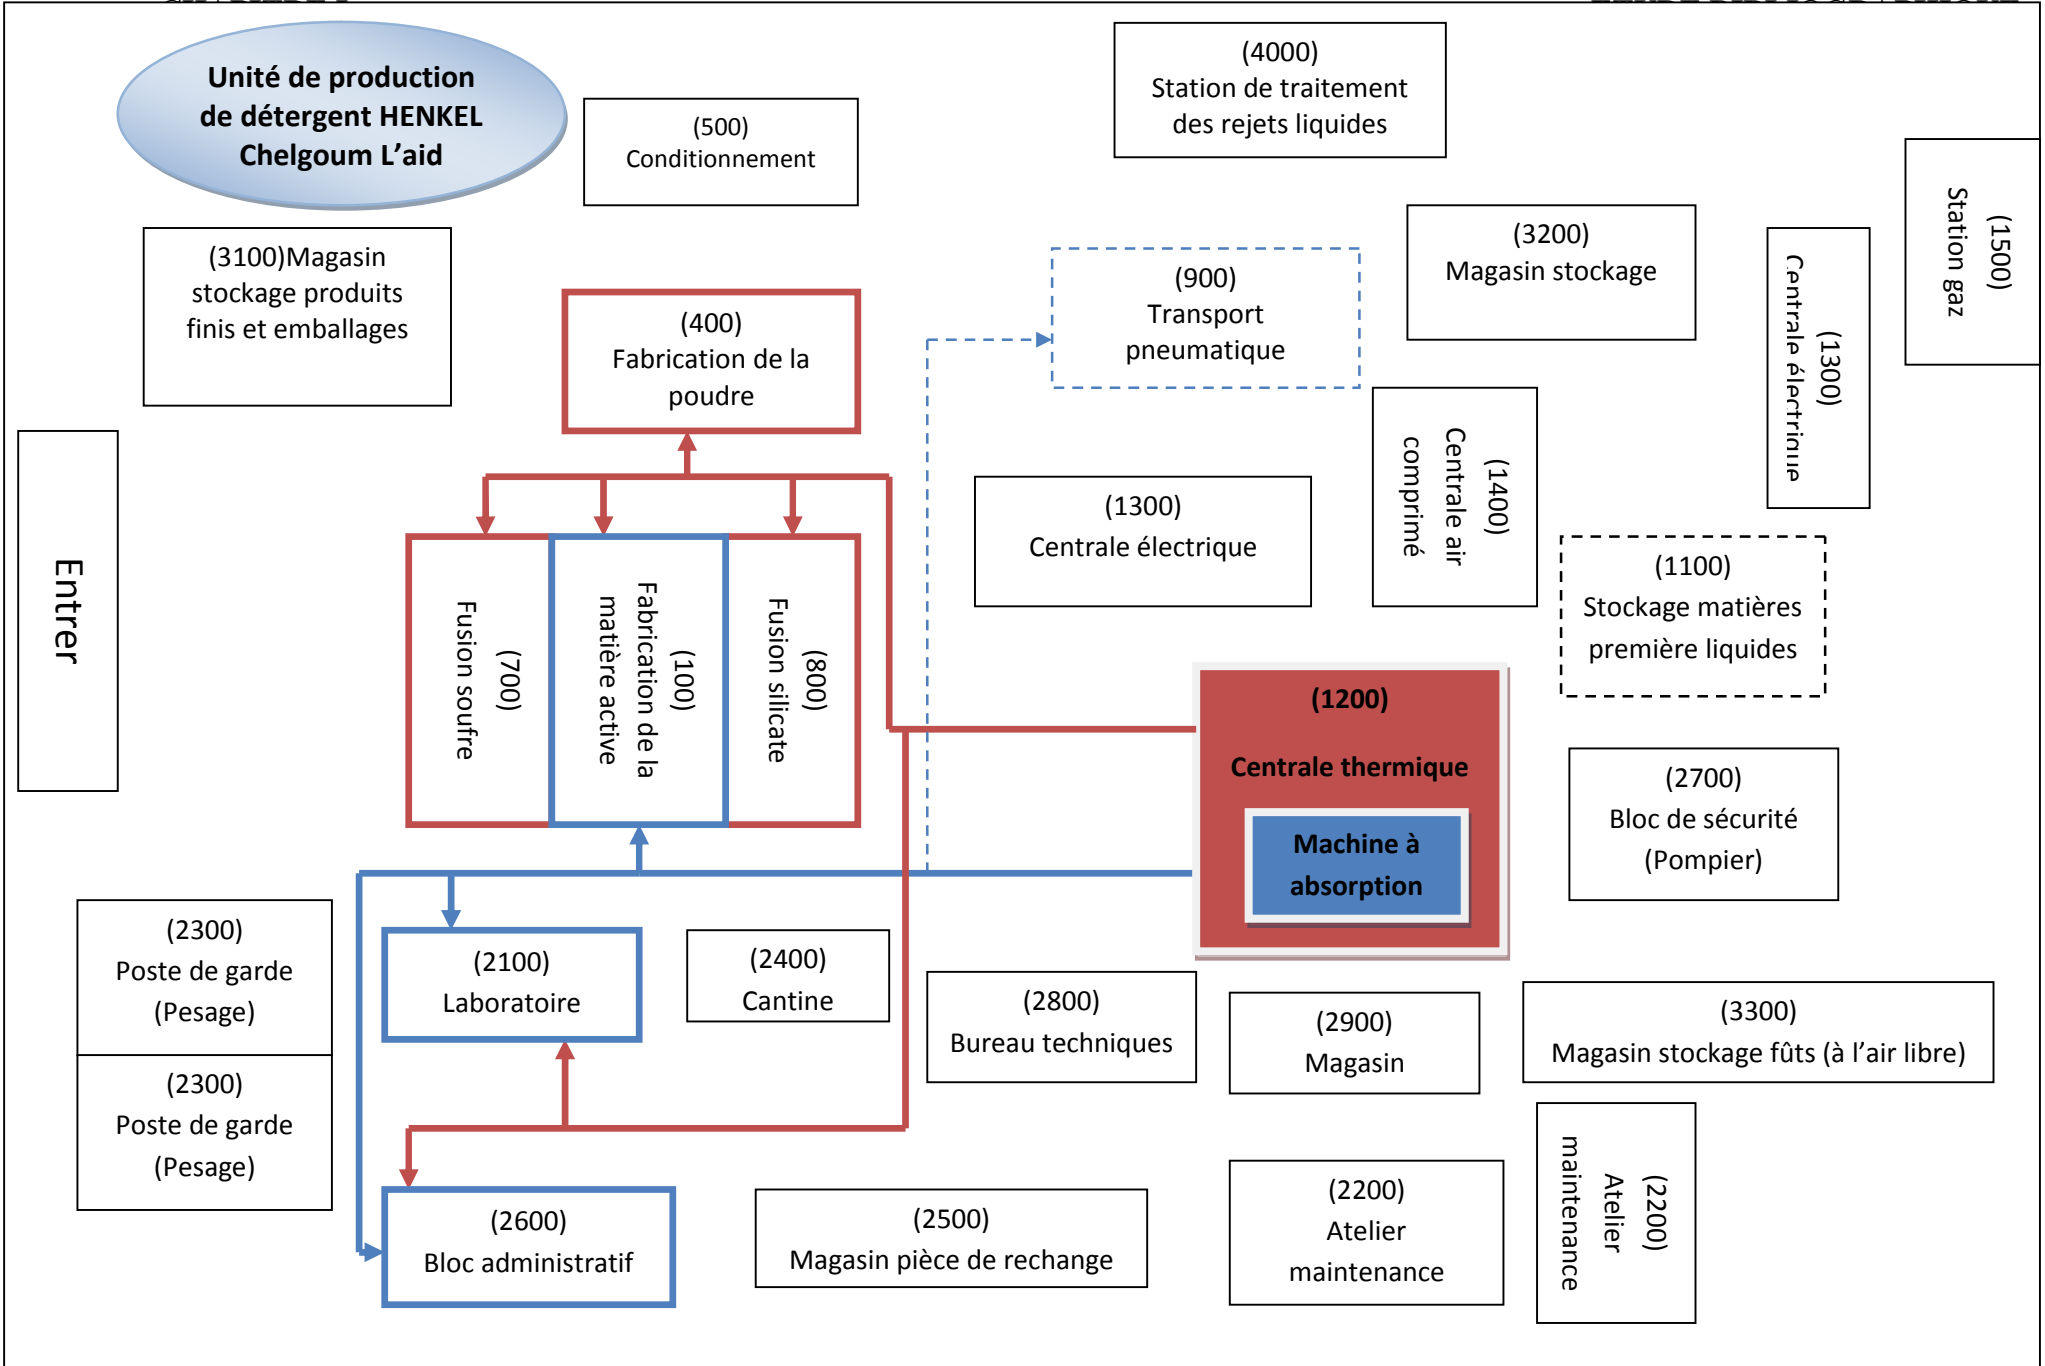 Unité de production
de détergent HENKEL
Chelgoum L'aid
(4000)
Station de traitement
des rejets liquides
(500)
Conditionnement
(1500)
Station gaz
(3100)Magasin
stockage produits
finis et emballages
(3200)
Magasin stockage
(1300)
Centrale électrique
(900)
Transport
pneumatique
(400)
Fabrication de la
poudre
(1400)
Centrale air
comprimé
(1300)
Centrale électrique
Entrer
(700)
Fusion soufre
(100)
Fabrication de la
matière active
(800)
Fusion silicate
(1100)
Stockage matières
première liquides
(1200)
Centrale thermique
Machine à
absorption
(2700)
Bloc de sécurité
(Pompier)
(2300)
Poste de garde
(Pesage)
(2100)
Laboratoire
(2400)
Cantine
(2800)
Bureau techniques
(2900)
Magasin
(3300)
Magasin stockage fûts (à l'air libre)
(2300)
Poste de garde
(Pesage)
(2600)
Bloc administratif
(2500)
Magasin pièce de rechange
(2200)
Atelier
maintenance
(2200)
Atelier
maintenance